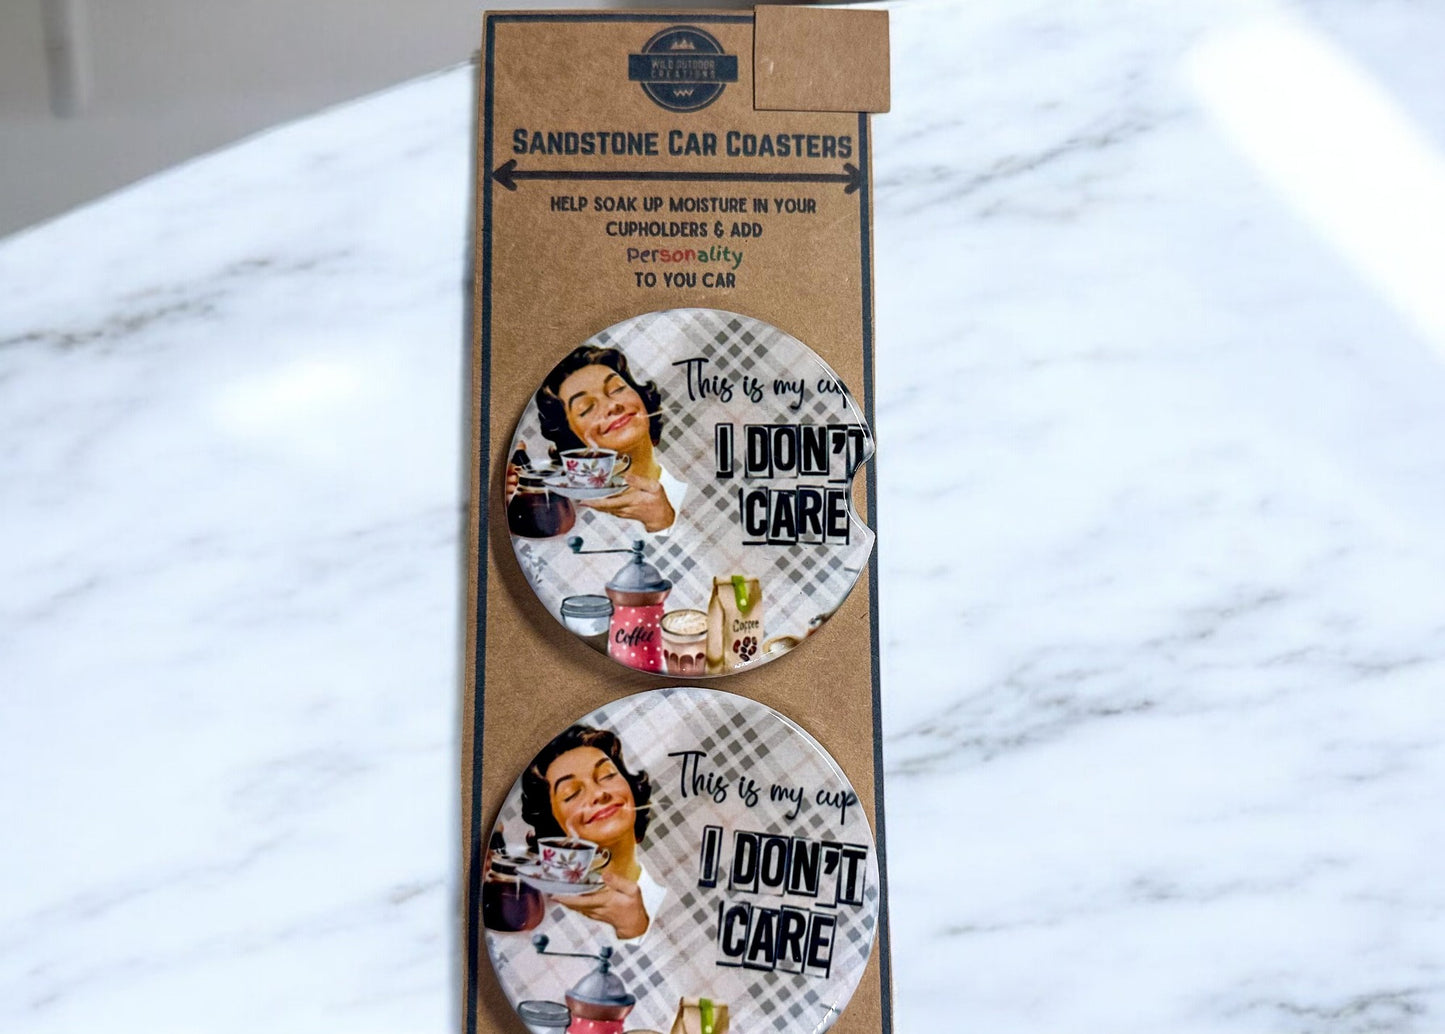 WILD OUTDOOR
CREATIONS
SANDSTONE CAR COASTERS
HELP SOAK UP MOISTURE IN YOUR
CUPHOLDERS & ADD
Personality
TO YOU CAR
This is my cup
I DON'T
CARE
Coffee
Coffee
This is my cup
I DON'T
CARE